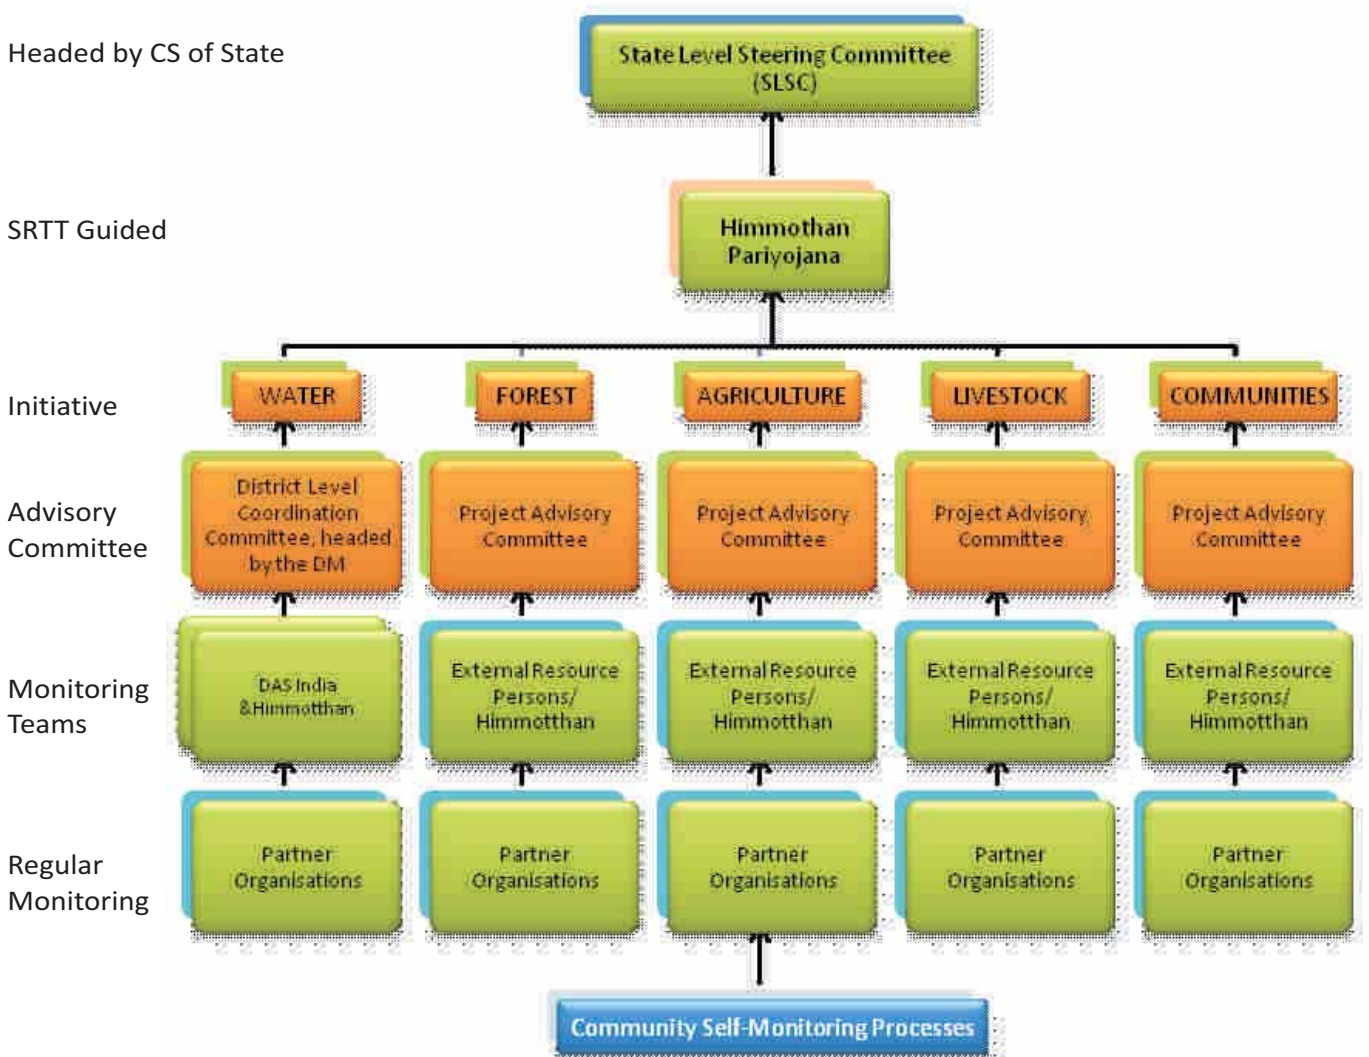 Headed by CS of State
State Level Steering Committee
(SLSC)
SRTT Guided
Himmothan
Pariyojana
Initiative
WATER
FOREST
AGRICULTURE
LIVESTOCK
COMMUNITIES
Advisory
Committee
District Level
Coordination
Committee, headed
by the DM
Project Advisory
Committee
Project Advisory
Committee
Project Advisory
Committee
Project Advisory
Committee
Monitoring
Teams
DAS India
&Himmotthan
External Resource
Persons/
Himmotthan
External Resource
Persons/
Himmotthan
External Resource
Persons/
Himmotthan
External Resource
Persons/
Himmotthan
Regular
Monitoring
Partner
Organisations
Partner
Organisations
Partner
Organisations
Partner
Organisations
Partner
Organisations
Community Self-Monitoring Processes